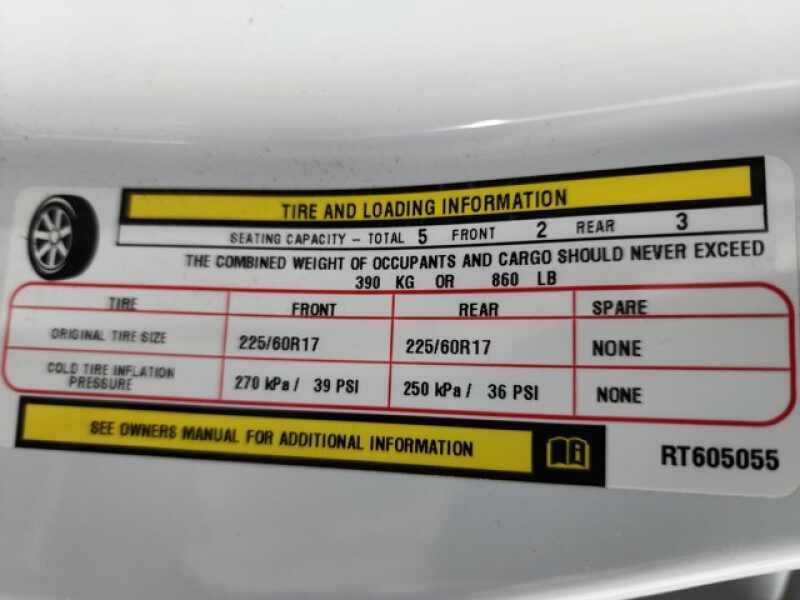 TIRE AND LOADING INFORMATION
SEATING CAPACITY – TOTAL 5 FRONT 2 REAR 3
THE COMBINED WEIGHT OF OCCUPANTS AND CARGO SHOULD NEVER EXCEED
390 KG OR 860 LB
TIRE FRONT REAR SPARE
ORIGINAL TIRE SIZE 225/60R17 225/60R17 NONE
COLD TIRE INFLATION
PRESSURE 270 kPa / 39 PSI 250 kPa / 36 PSI NONE
SEE OWNERS MANUAL FOR ADDITIONAL INFORMATION
RT605055